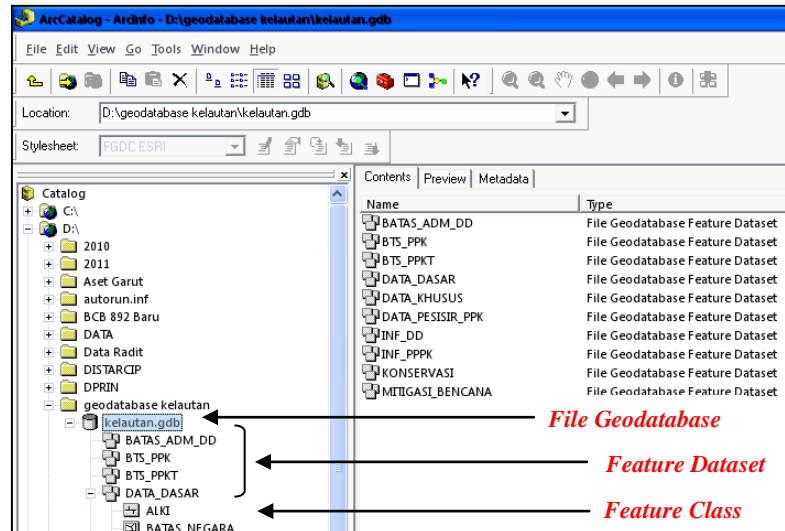 ArcCatalog - ArcInfo - D:\geodatabase kelautan\kelautan.gdb
File Edit View Go Tools Window Help
Location: D:\geodatabase kelautan\kelautan.gdb
Stylesheet: FGDC ESRI
Catalog
C:\
D:\
2010
2011
Aset Garut
autorun.inf
BCB 892 Baru
DATA
Data Radit
DISTARCIP
DPRIN
geodatabase kelautan
kelautan.gdb
BATAS_ADM_DD
BTS_PPK
BTS_PPKT
DATA_DASAR
ALKI
BATAS_NEGARA
Contents Preview Metadata
Name Type
BATAS_ADM_DD File Geodatabase Feature Dataset
BTS_PPK File Geodatabase Feature Dataset
BTS_PPKT File Geodatabase Feature Dataset
DATA_DASAR File Geodatabase Feature Dataset
DATA_KHUSUS File Geodatabase Feature Dataset
DATA_PESISIR_PPK File Geodatabase Feature Dataset
INF_DD File Geodatabase Feature Dataset
INF_PPPK File Geodatabase Feature Dataset
KONSERVASI File Geodatabase Feature Dataset
MITIGASI_BENCANA File Geodatabase Feature Dataset
File Geodatabase
Feature Dataset
Feature Class